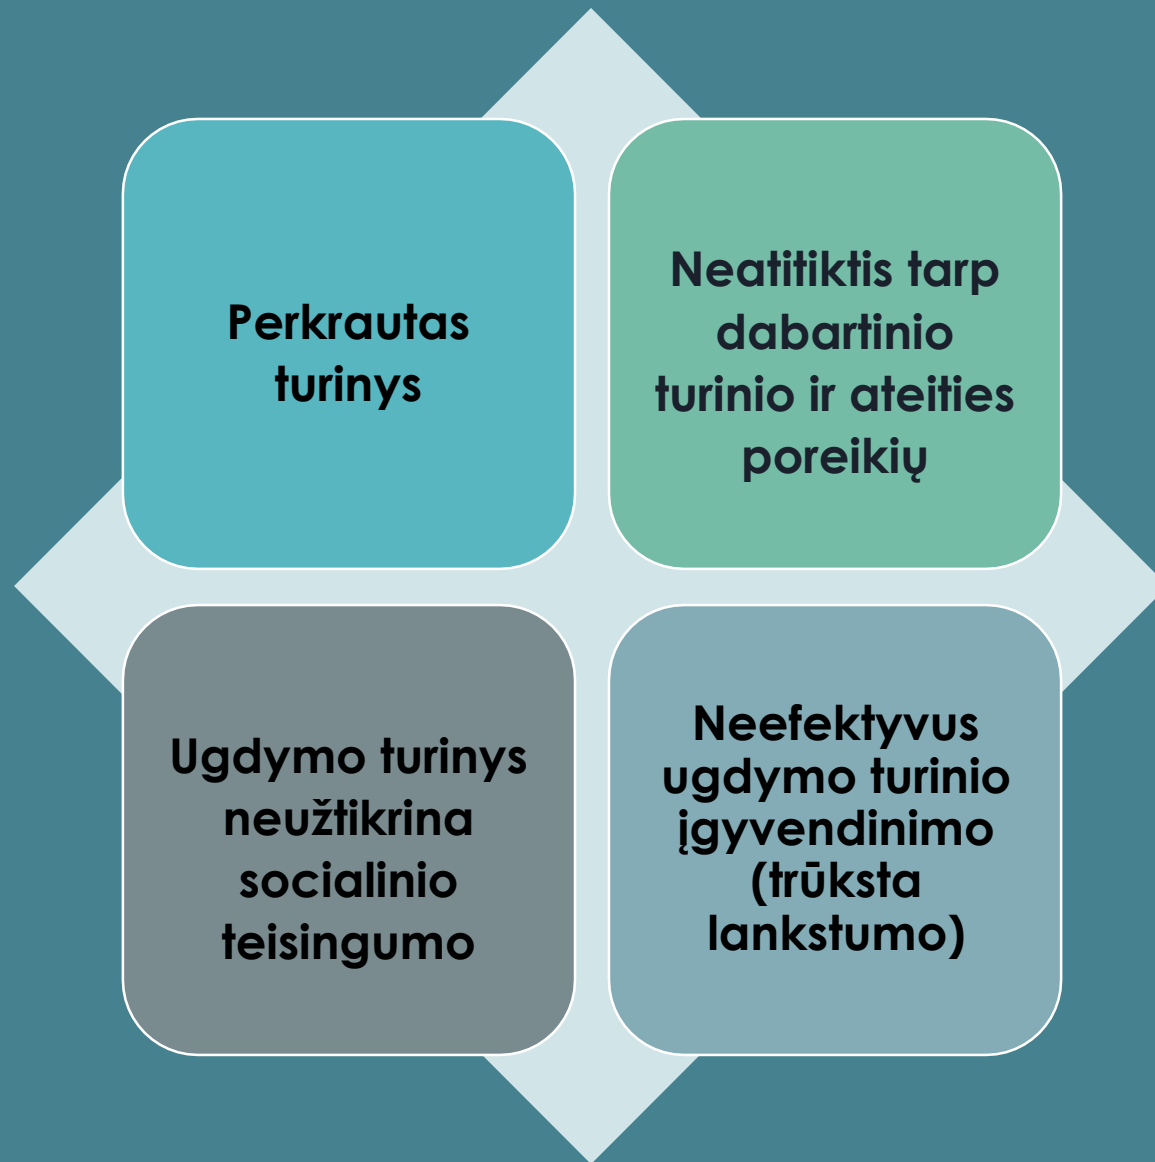 Perkrautas
turinys
Neatitiktis tarp
dabartinio
turinio ir ateities
poreikių
Ugdymo turinys
neužtikrina
socialinio
teisingumo
Neefektyvus
ugdymo turinio
įgyvendinimo
(trūksta
lankstumo)